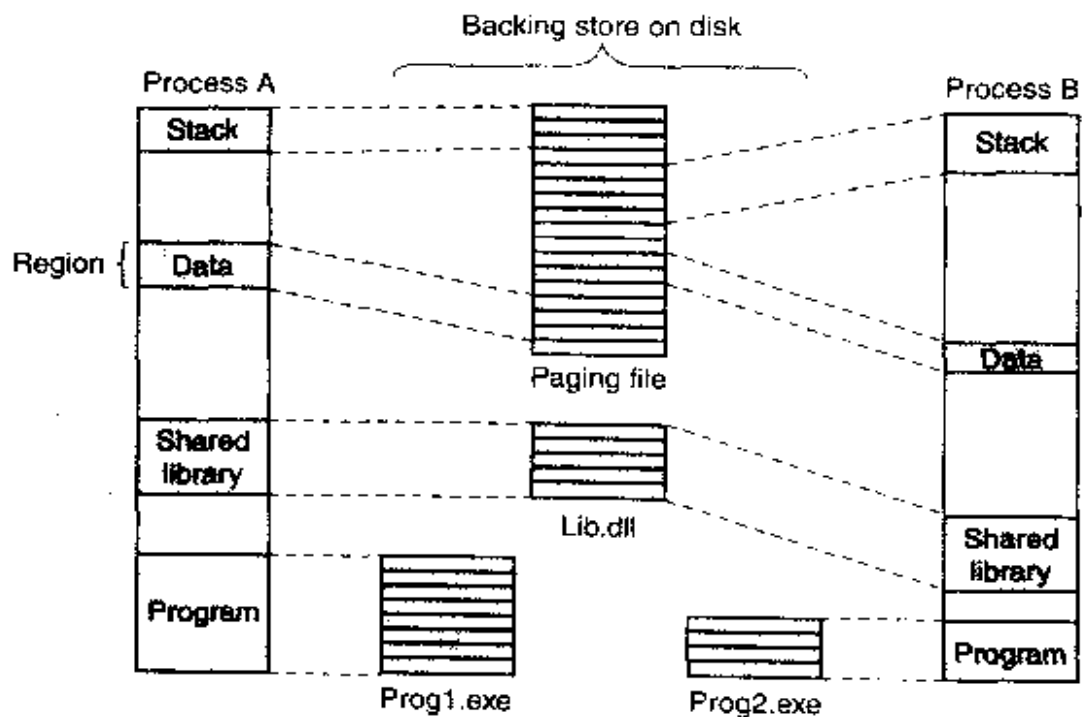 Backing store on disk
Process A
Process B
Stack
Stack
Region
Data
Data
Paging file
Shared
library
Lib.dll
Shared
library
Program
Program
Prog1.exe
Prog2.exe